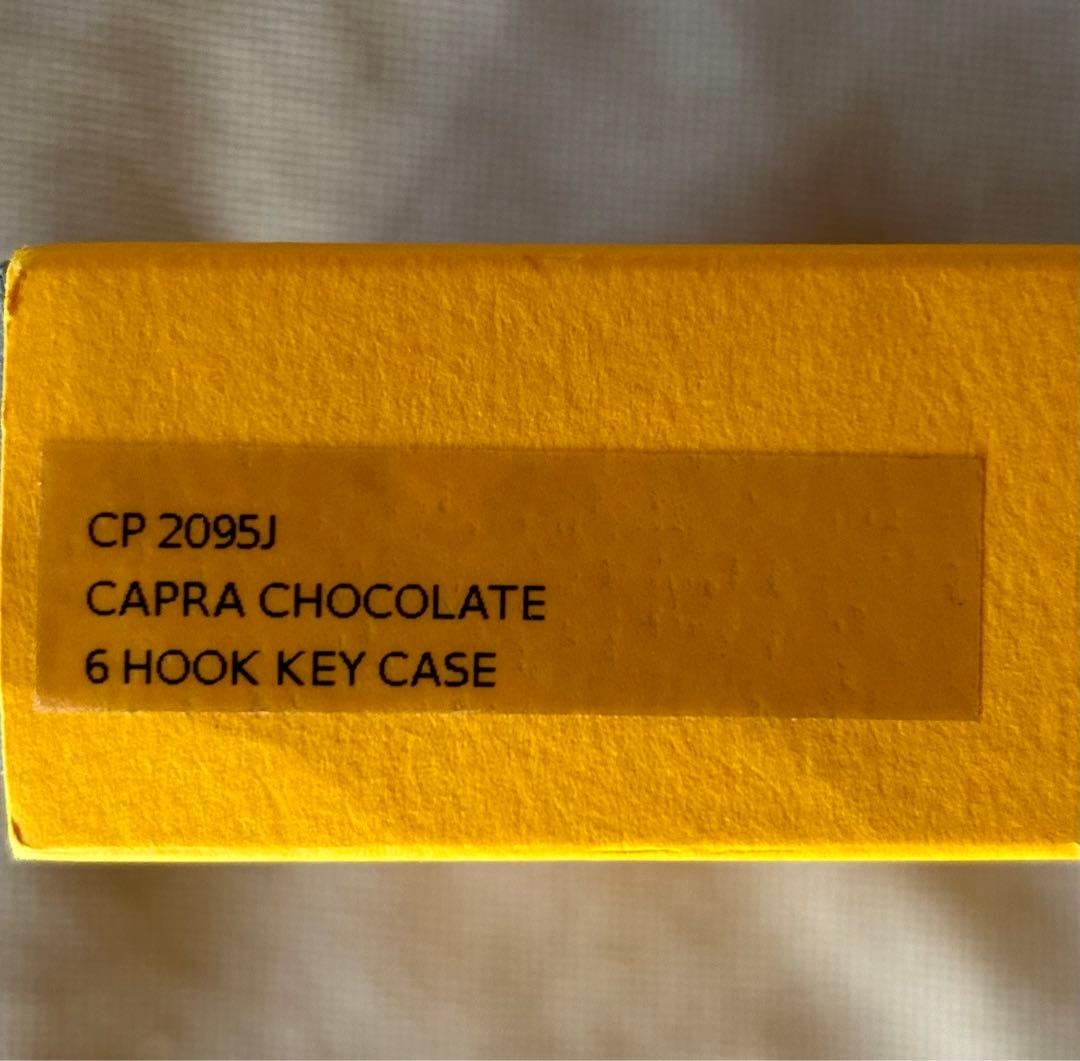 CP 2095J
CAPRA CHOCOLATE
6 HOOK KEY CASE